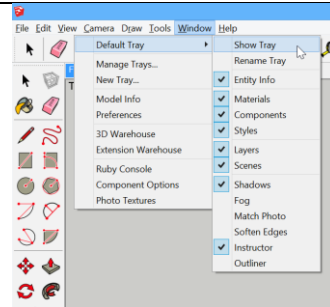 File Edit View Camera Draw Tools Window Help
Default Tray
Manage Trays...
New Tray...
Model Info
Preferences
3D Warehouse
Extension Warehouse
Ruby Console
Component Options
Photo Textures
Show Tray
Rename Tray
Entity Info
Materials
Components
Styles
Layers
Scenes
Shadows
Fog
Match Photo
Soften Edges
Instructor
Outliner